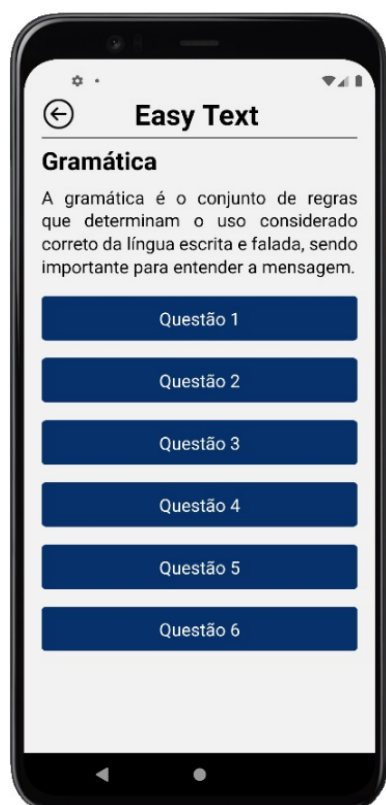 Easy Text
Gramática
A gramática é o conjunto de regras
que determinam o uso considerado
correto da língua escrita e falada, sendo
importante para entender a mensagem.
Questão 1
Questão 2
Questão 3
Questão 4
Questão 5
Questão 6